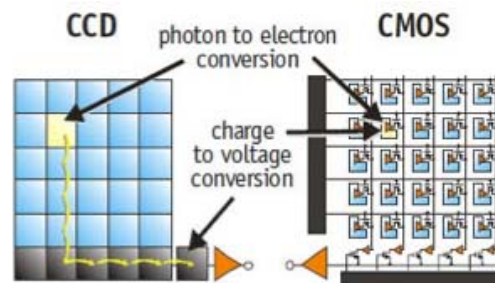 CCD
CMOS
photon to electron
conversion
charge
to voltage
conversion